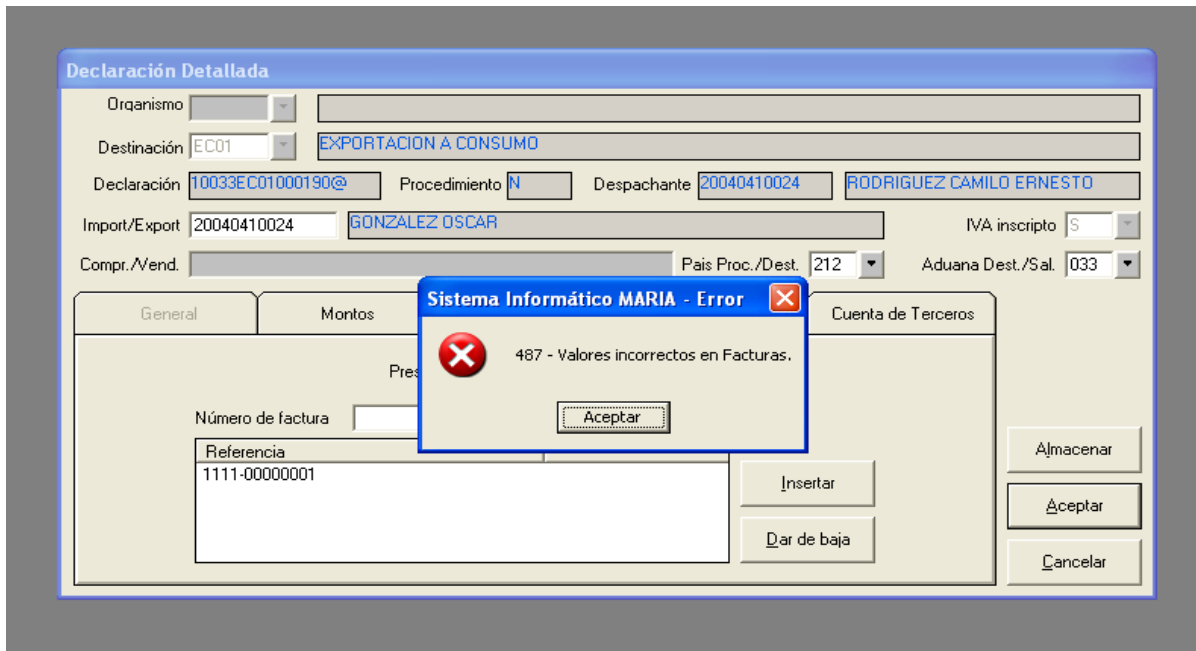 Declaración Detallada
Organismo
Destinación EC01 EXPORTACION A CONSUMO
Declaración 10033EC01000190@ Procedimiento N Despachante 20040410024 RODRIGUEZ CAMILO ERNESTO
Import/Export 20040410024 GONZALEZ OSCAR IVA inscripto S
Compr./Vend. Pais Proc./Dest. 212 Aduana Dest./Sal. 033
General Montos Cuenta de Terceros
Sistema Informático MARIA - Error
487 - Valores incorrectos en Facturas.
Aceptar
Pres
Número de factura
Referencia
1111-00000001
Insertar
Dar de baja
Almacenar
Aceptar
Cancelar